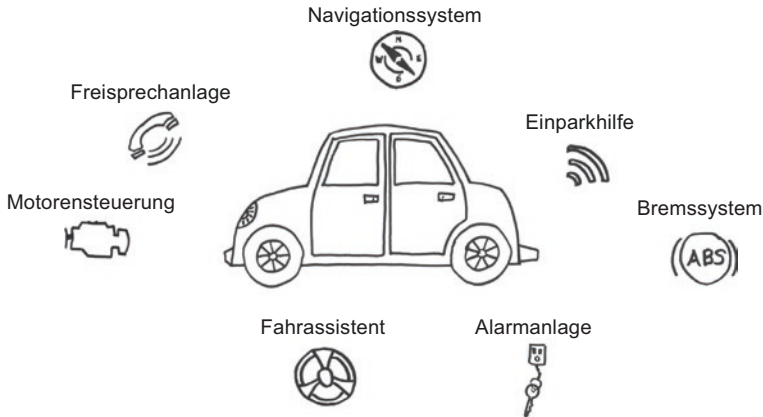 Navigationssystem
N
W E
S
Freisprechanlage
Einparkhilfe
Motorensteuerung
Bremssystem
ABS
Fahrassistent
Alarmanlage